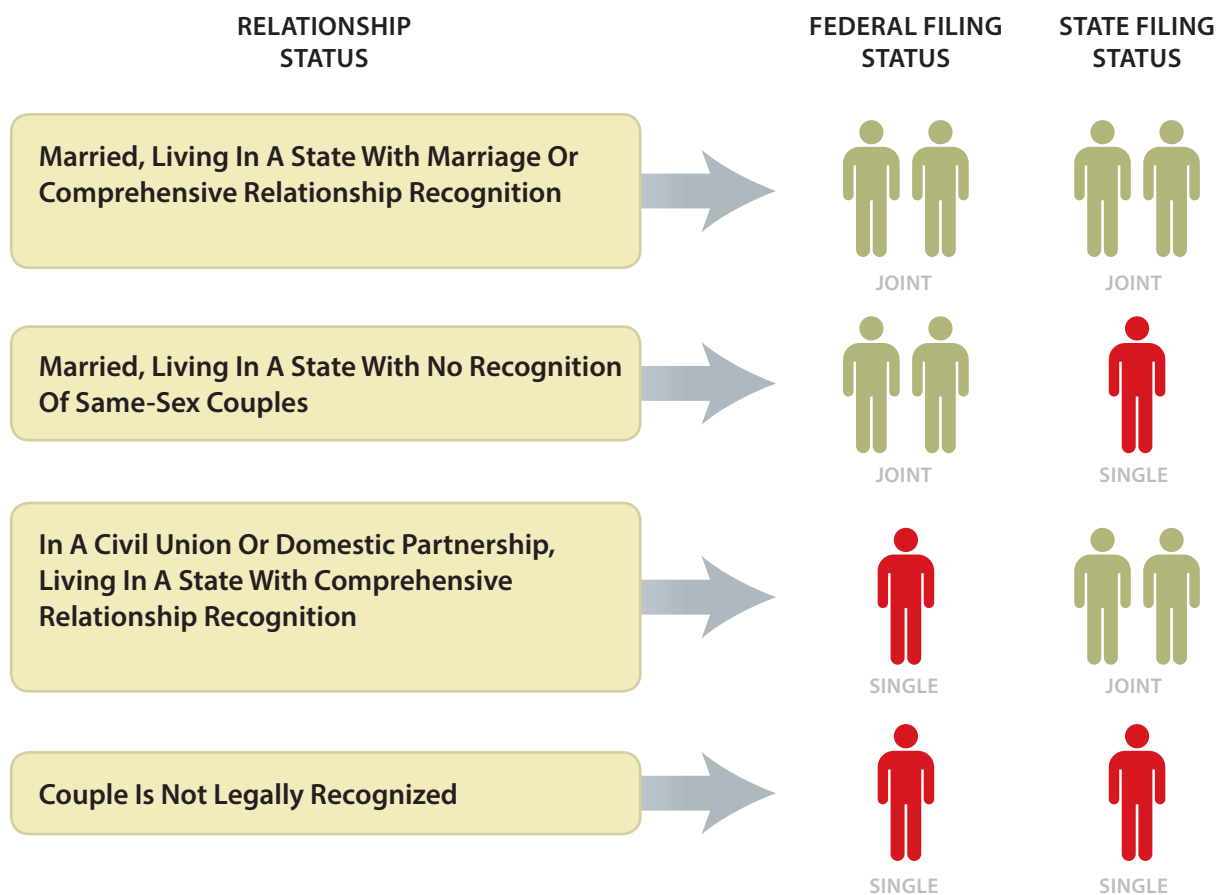 RELATIONSHIP
STATUS
FEDERAL FILING
STATUS
STATE FILING
STATUS
Married, Living In A State With Marriage Or
Comprehensive Relationship Recognition
JOINT
JOINT
Married, Living In A State With No Recognition
Of Same-Sex Couples
JOINT
SINGLE
In A Civil Union Or Domestic Partnership,
Living In A State With Comprehensive
Relationship Recognition
SINGLE
JOINT
Couple Is Not Legally Recognized
SINGLE
SINGLE